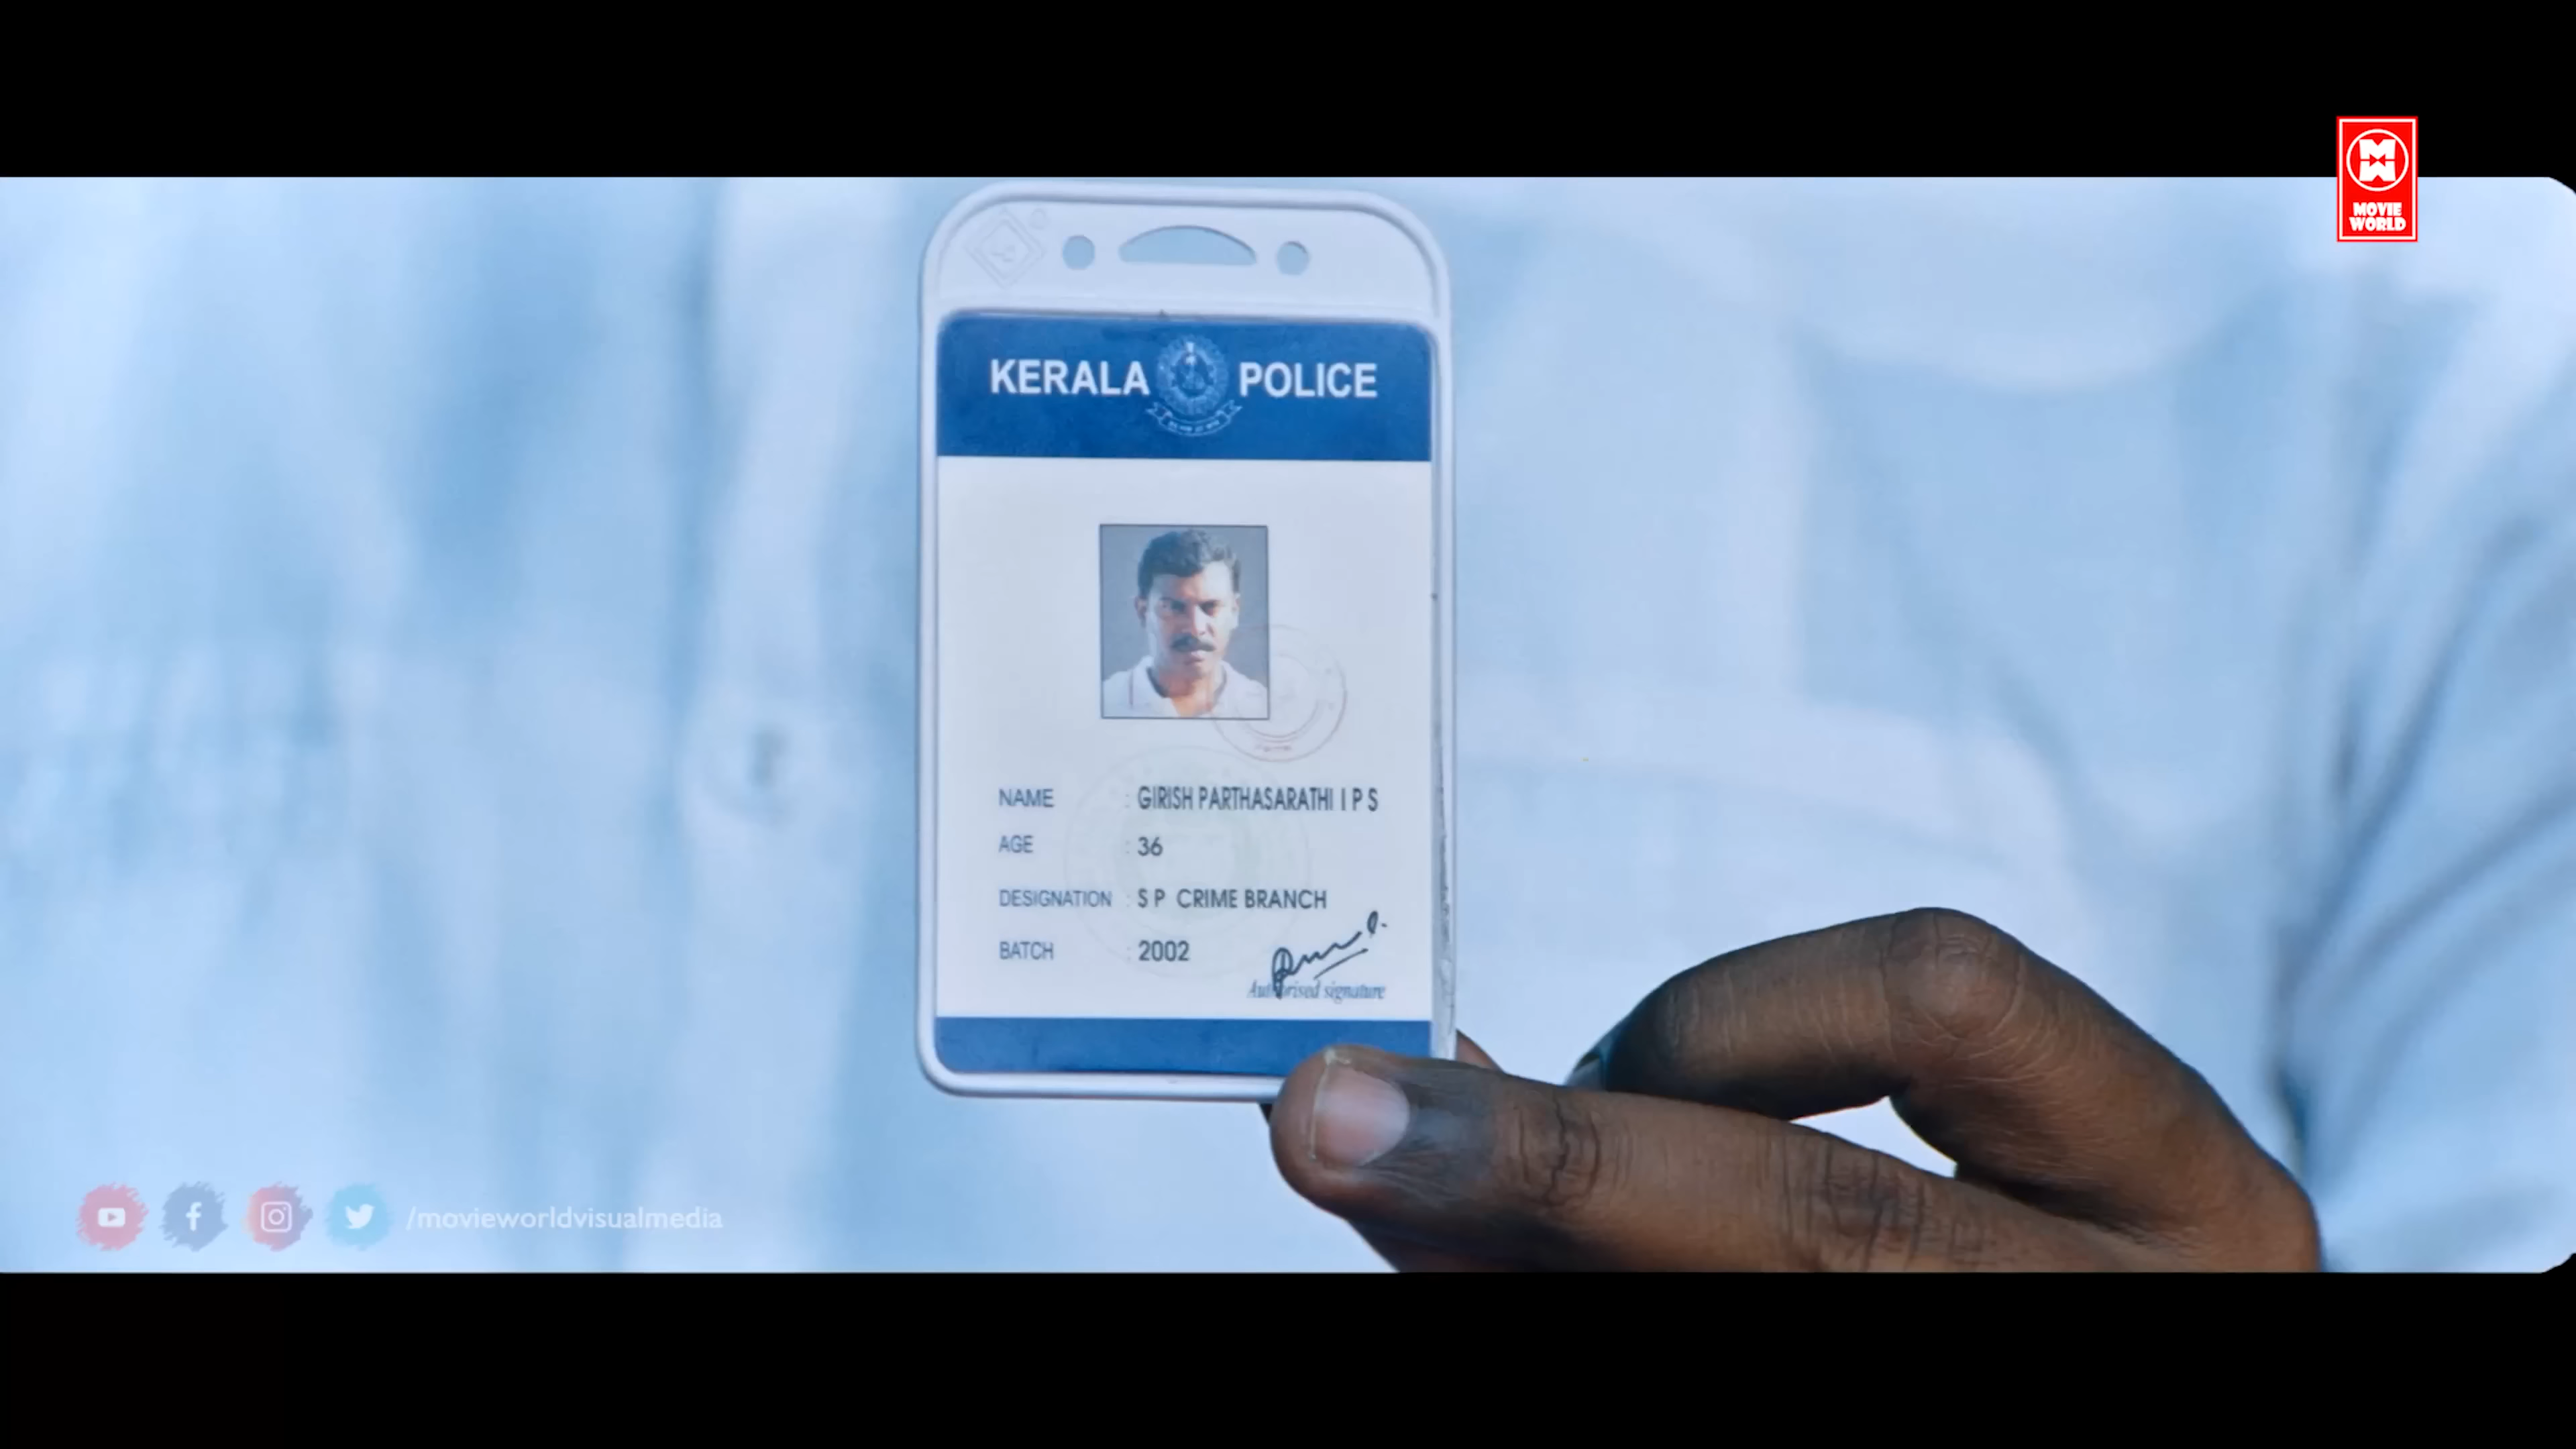 MOVIE
WORLD
KERALA POLICE
NAME : GIRISH PARTHASARATHI I P S
AGE : 36
DESIGNATION : S P CRIME BRANCH
BATCH : 2002
Authorised signature
/movieworldvisualmedia